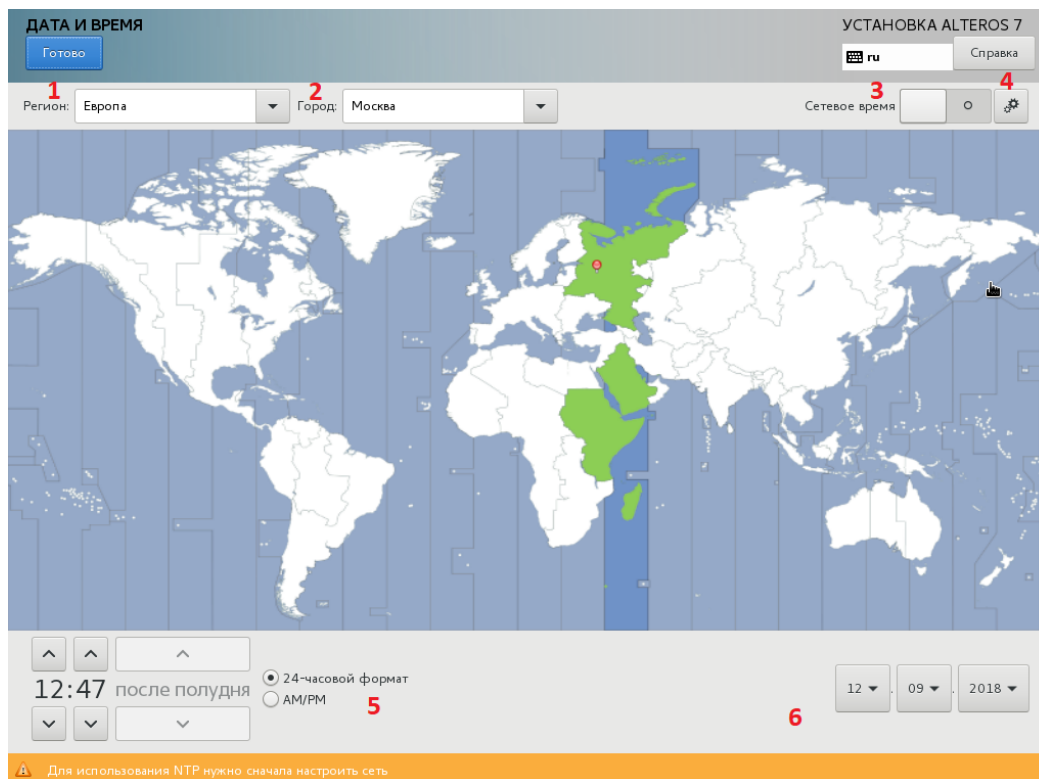 ДАТА И ВРЕМЯ
УСТАНОВКА ALTEROS 7
Готово
ru
Справка
1
2
3
4
Регион:
Европа
Город:
Москва
Сетевое время
12:47 после полудня
24-часовой формат
AM/PM
5
6
12 . 09 . 2018
Для использования NTP нужно сначала настроить сеть